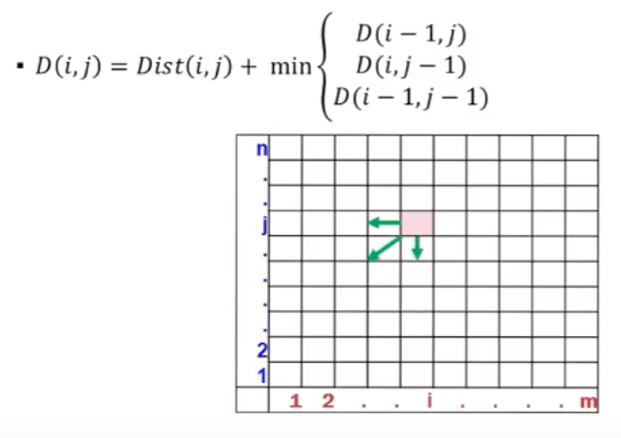 ▪ D(i,j) = Dist(i,j) + min { D(i − 1,j)
D(i,j − 1)
D(i − 1,j − 1)
n
.
.
j
.
.
.
.
2
1
1 2 . . i . . . . m